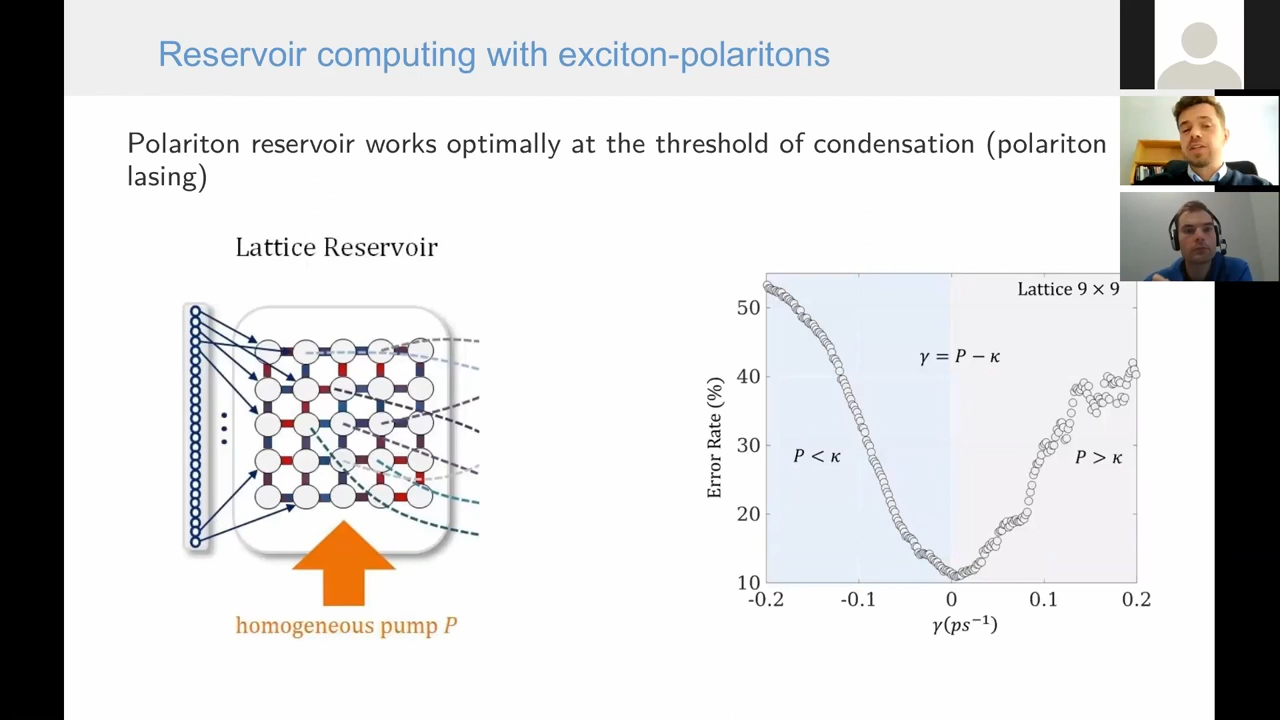 Reservoir computing with exciton-polaritons
Polariton reservoir works optimally at the threshold of condensation (polariton
lasing)
Lattice Reservoir
homogeneous pump P
Lattice 9 × 9
γ = P − κ
P < κ
P > κ
Error Rate (%)
50
40
30
20
10
-0.2
-0.1
0
0.1
0.2
γ(ps⁻¹)